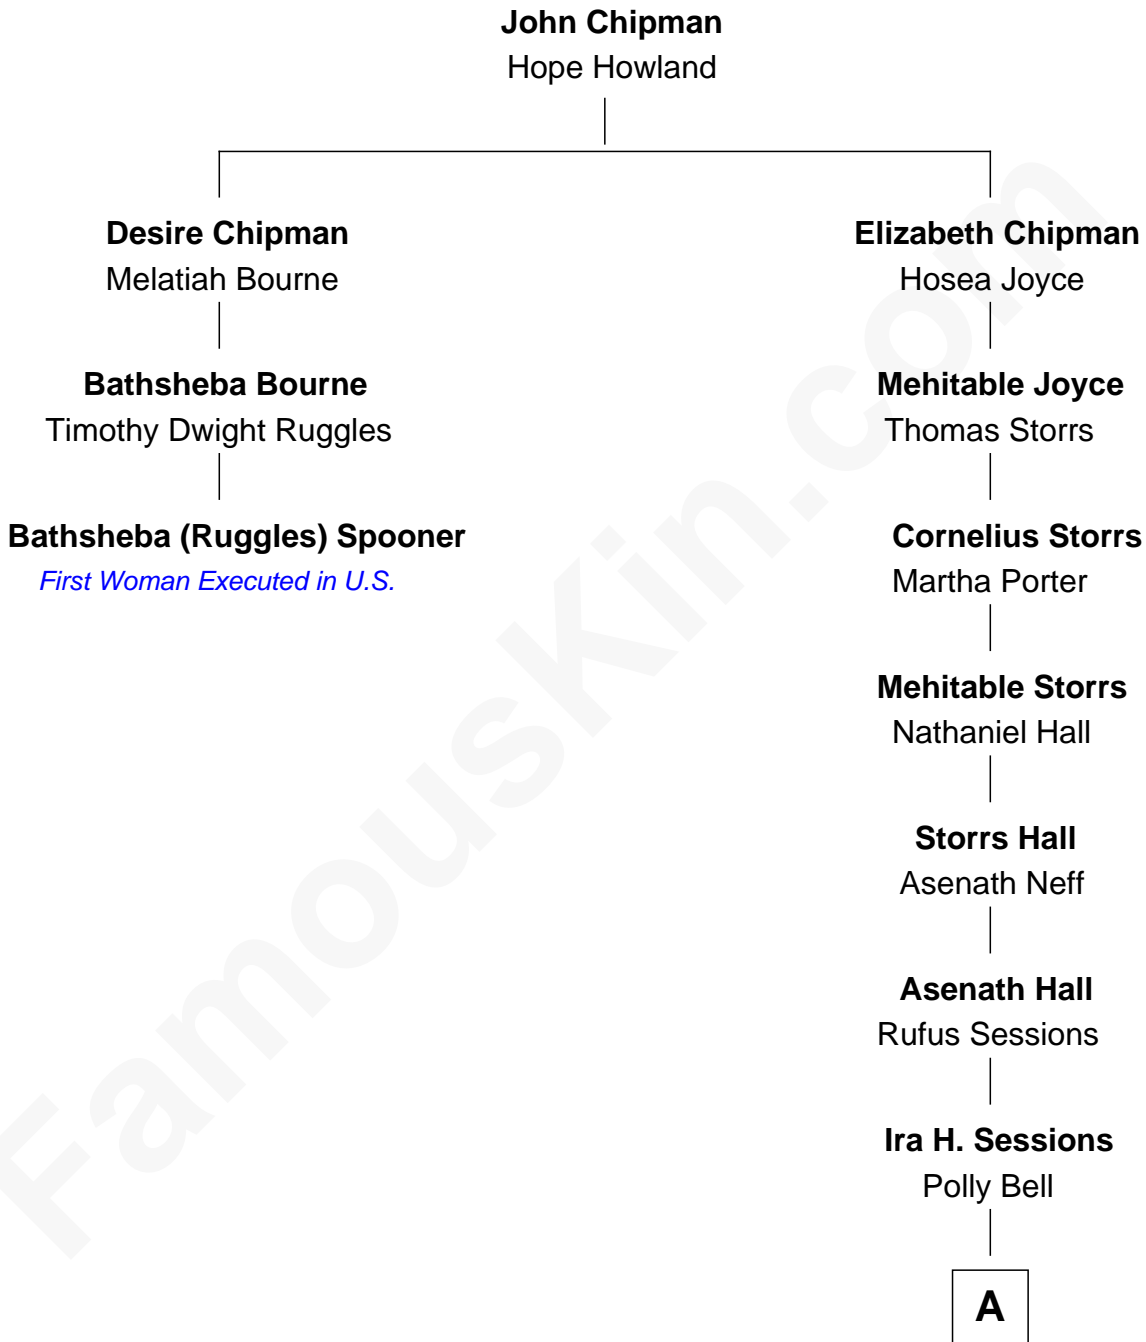 John Chipman
Hope Howland
Desire Chipman
Melatiah Bourne
Elizabeth Chipman
Hosea Joyce
Bathsheba Bourne
Timothy Dwight Ruggles
Mehitable Joyce
Thomas Storrs
Bathsheba (Ruggles) Spooner
First Woman Executed in U.S.
Cornelius Storrs
Martha Porter
Mehitable Storrs
Nathaniel Hall
Storrs Hall
Asenath Neff
Asenath Hall
Rufus Sessions
Ira H. Sessions
Polly Bell
A
FamousKin.com